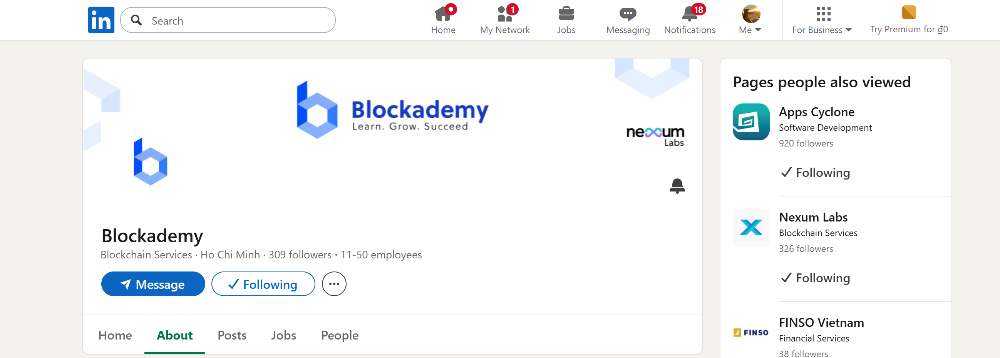 in
Search
Home
1
My Network
Jobs
Messaging
18
Notifications
Me
For Business
Try Premium for ₫0
Blockademy
Learn. Grow. Succeed
nexum
Labs
Blockademy
Blockchain Services · Ho Chi Minh · 309 followers · 11-50 employees
Message
Following
Home
About
Posts
Jobs
People
Pages people also viewed
Apps Cyclone
Software Development
920 followers
Following
Nexum Labs
Blockchain Services
326 followers
Following
FINSO
FINSO Vietnam
Financial Services
38 followers